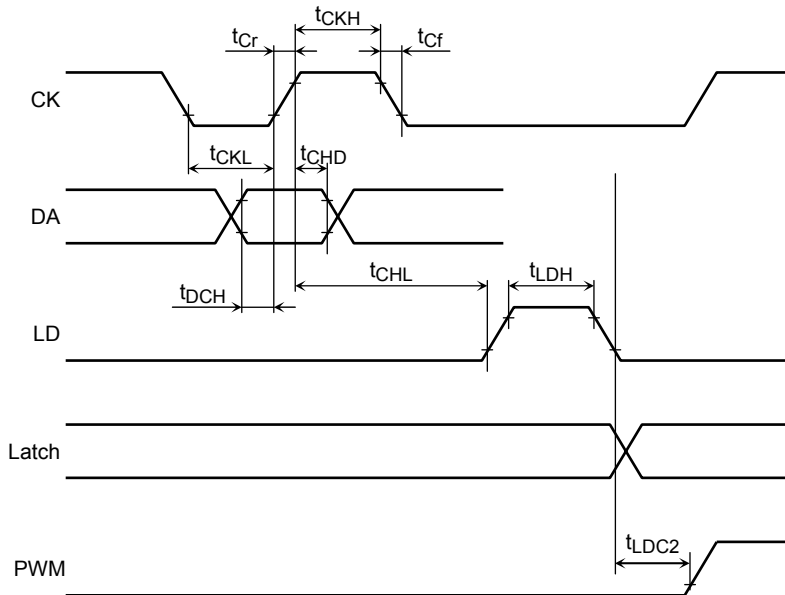 tCKH
tCr
tCf
CK
tCKL
tCHD
DA
tCHL
tLDH
tDCH
LD
Latch
tLDC2
PWM